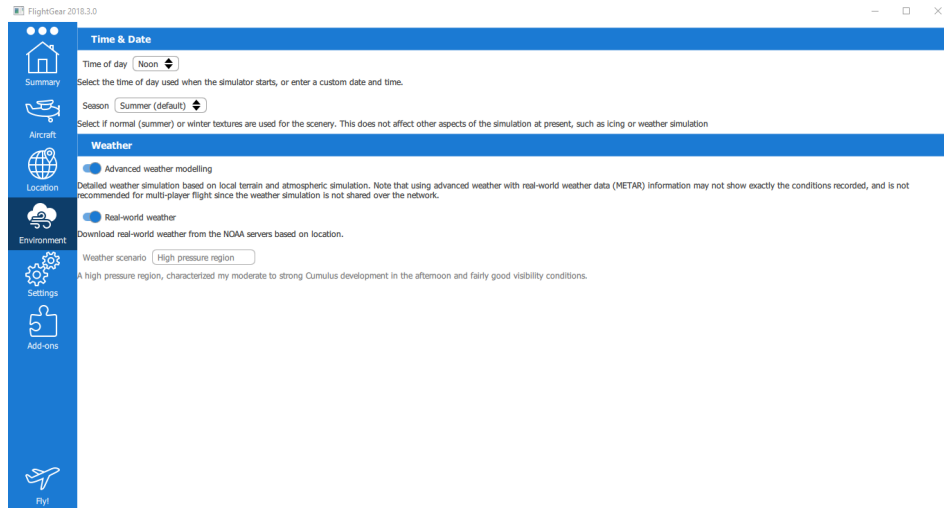 FlightGear 2018.3.0
Summary
Aircraft
Location
Environment
Settings
Add-ons
Fly!
Time & Date
Time of day Noon
Select the time of day used when the simulator starts, or enter a custom date and time.
Season Summer (default)
Select if normal (summer) or winter textures are used for the scenery. This does not affect other aspects of the simulation at present, such as icing or weather simulation
Weather
Advanced weather modelling
Detailed weather simulation based on local terrain and atmospheric simulation. Note that using advanced weather with real-world weather data (METAR) information may not show exactly the conditions recorded, and is not
recommended for multi-player flight since the weather simulation is not shared over the network.
Real-world weather
Download real-world weather from the NOAA servers based on location.
Weather scenario High pressure region
A high pressure region, characterized my moderate to strong Cumulus development in the afternoon and fairly good visibility conditions.